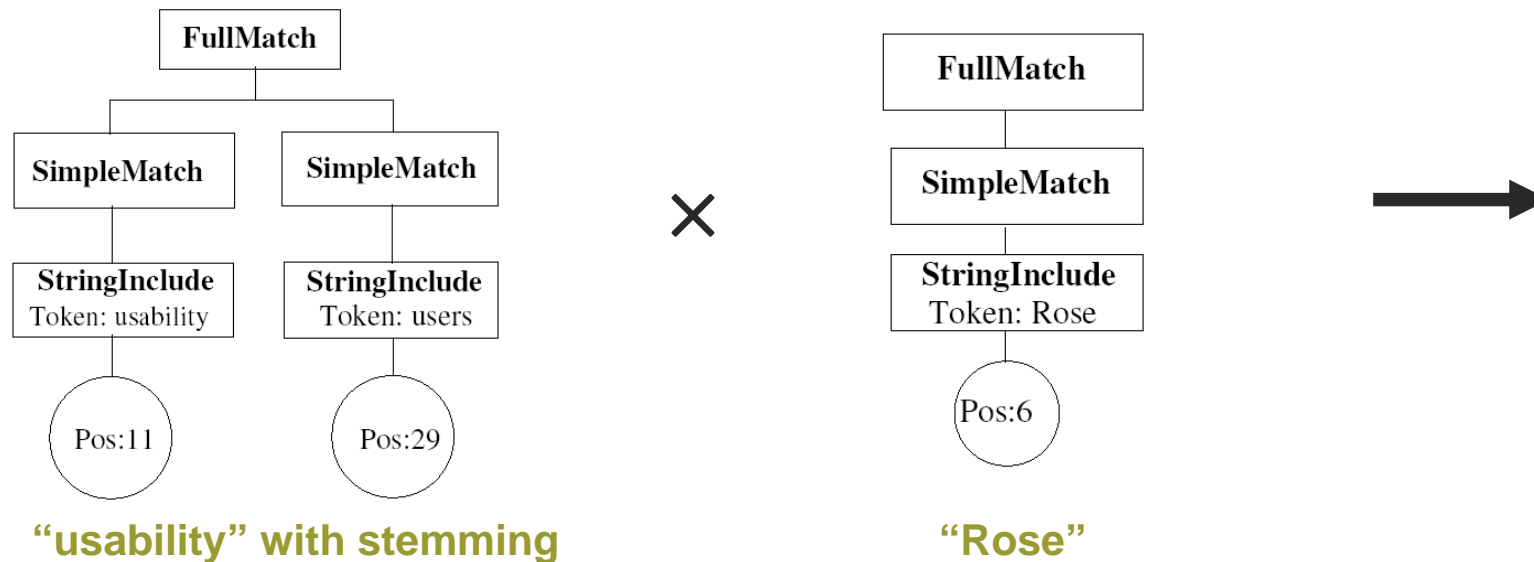 FullMatch
SimpleMatch
SimpleMatch
StringInclude
Token: usability
StringInclude
Token: users
Pos:11
Pos:29
“usability” with stemming
×
FullMatch
SimpleMatch
StringInclude
Token: Rose
Pos:6
“Rose”